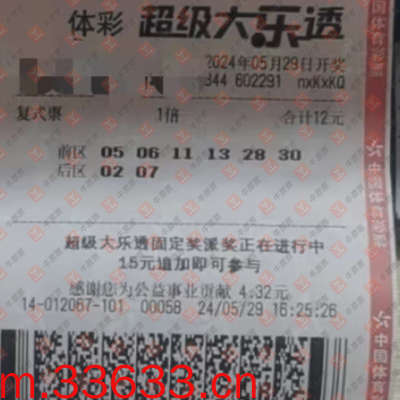 体彩 超级大乐透
2024年05月29日开奖
344 602291 nxKxKQ
复式票 1倍 合计12元
前区 05 06 11 13 28 30
后区 02 07
超级大乐透固定奖派奖正在进行中
15元追加即可参与
感谢您为公益事业贡献 4.32元
14-012067-101 00058 24/05/29 16:25:26
m.33633.cn
中国体育彩票
中国体育彩票